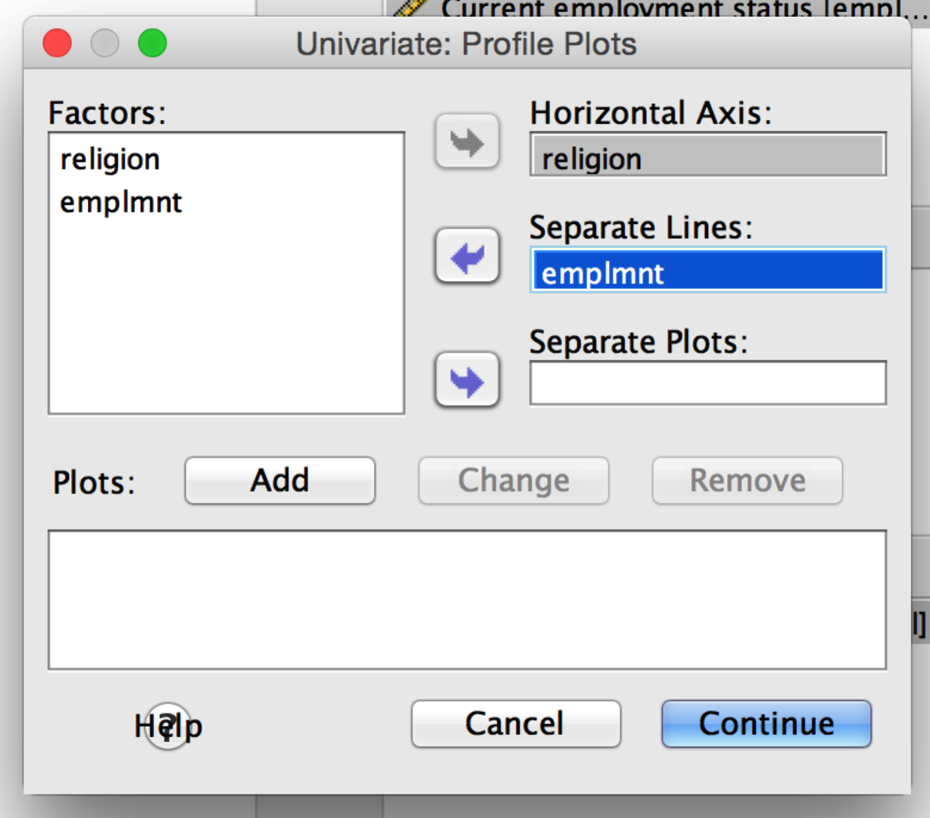 Current employment status [empl...
Univariate: Profile Plots
Factors:
religion
emplmnt
Horizontal Axis:
religion
Separate Lines:
emplmnt
Separate Plots:
Plots:
Add
Change
Remove
l]
Help
?
Cancel
Continue